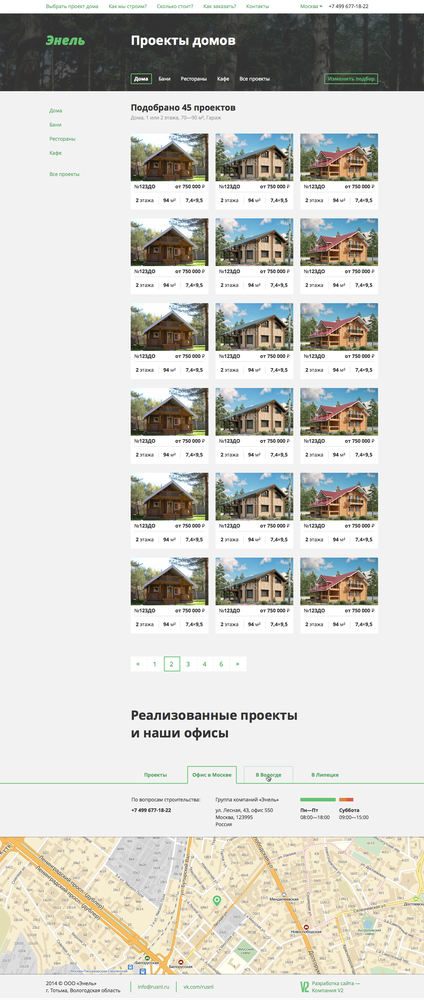 Выбрать проект дома Как мы строим? Сколько стоит? Как заказать? Контакты Москва +7 499 677-18-22
Энель Проекты домов
Дома Бани Рестораны Кафе Все проекты Изменить подбор
Дома
Бани
Рестораны
Кафе
Все проекты
Подобрано 45 проектов
Дома, 1 или 2 этажа, 70—90 м², Гараж
№123ДО от 750 000 ₽ №123ДО от 750 000 ₽ №123ДО от 750 000 ₽
2 этажа 94 м² 7,4×9,5 2 этажа 94 м² 7,4×9,5 2 этажа 94 м² 7,4×9,5
№123ДО от 750 000 ₽ №123ДО от 750 000 ₽ №123ДО от 750 000 ₽
2 этажа 94 м² 7,4×9,5 2 этажа 94 м² 7,4×9,5 2 этажа 94 м² 7,4×9,5
№123ДО от 750 000 ₽ №123ДО от 750 000 ₽ №123ДО от 750 000 ₽
2 этажа 94 м² 7,4×9,5 2 этажа 94 м² 7,4×9,5 2 этажа 94 м² 7,4×9,5
№123ДО от 750 000 ₽ №123ДО от 750 000 ₽ №123ДО от 750 000 ₽
2 этажа 94 м² 7,4×9,5 2 этажа 94 м² 7,4×9,5 2 этажа 94 м² 7,4×9,5
№123ДО от 750 000 ₽ №123ДО от 750 000 ₽ №123ДО от 750 000 ₽
2 этажа 94 м² 7,4×9,5 2 этажа 94 м² 7,4×9,5 2 этажа 94 м² 7,4×9,5
№123ДО от 750 000 ₽ №123ДО от 750 000 ₽ №123ДО от 750 000 ₽
2 этажа 94 м² 7,4×9,5 2 этажа 94 м² 7,4×9,5 2 этажа 94 м² 7,4×9,5
« 1 2 3 4 6 »
Реализованные проекты
и наши офисы
Проекты Офис в Москве В Вологде В Липецке
По вопросам строительства:
+7 499 677-18-22
Группа компаний «Энель»
ул. Лесная, 43, офис 550
Москва, 123995
Россия
Пн—Пт Суббота
08:00—18:00 09:00—15:00
Ленинградский просп. (дублер)
Ленинградский просп. (дублер)
Менделеевская
Новослободская
Белорусская
Белорусская
2014 © ООО «Энель»
г. Тотьма, Вологодская область
info@rusnl.ru
vk.com/rusnl
V2 Разработка сайта —
Компания V2